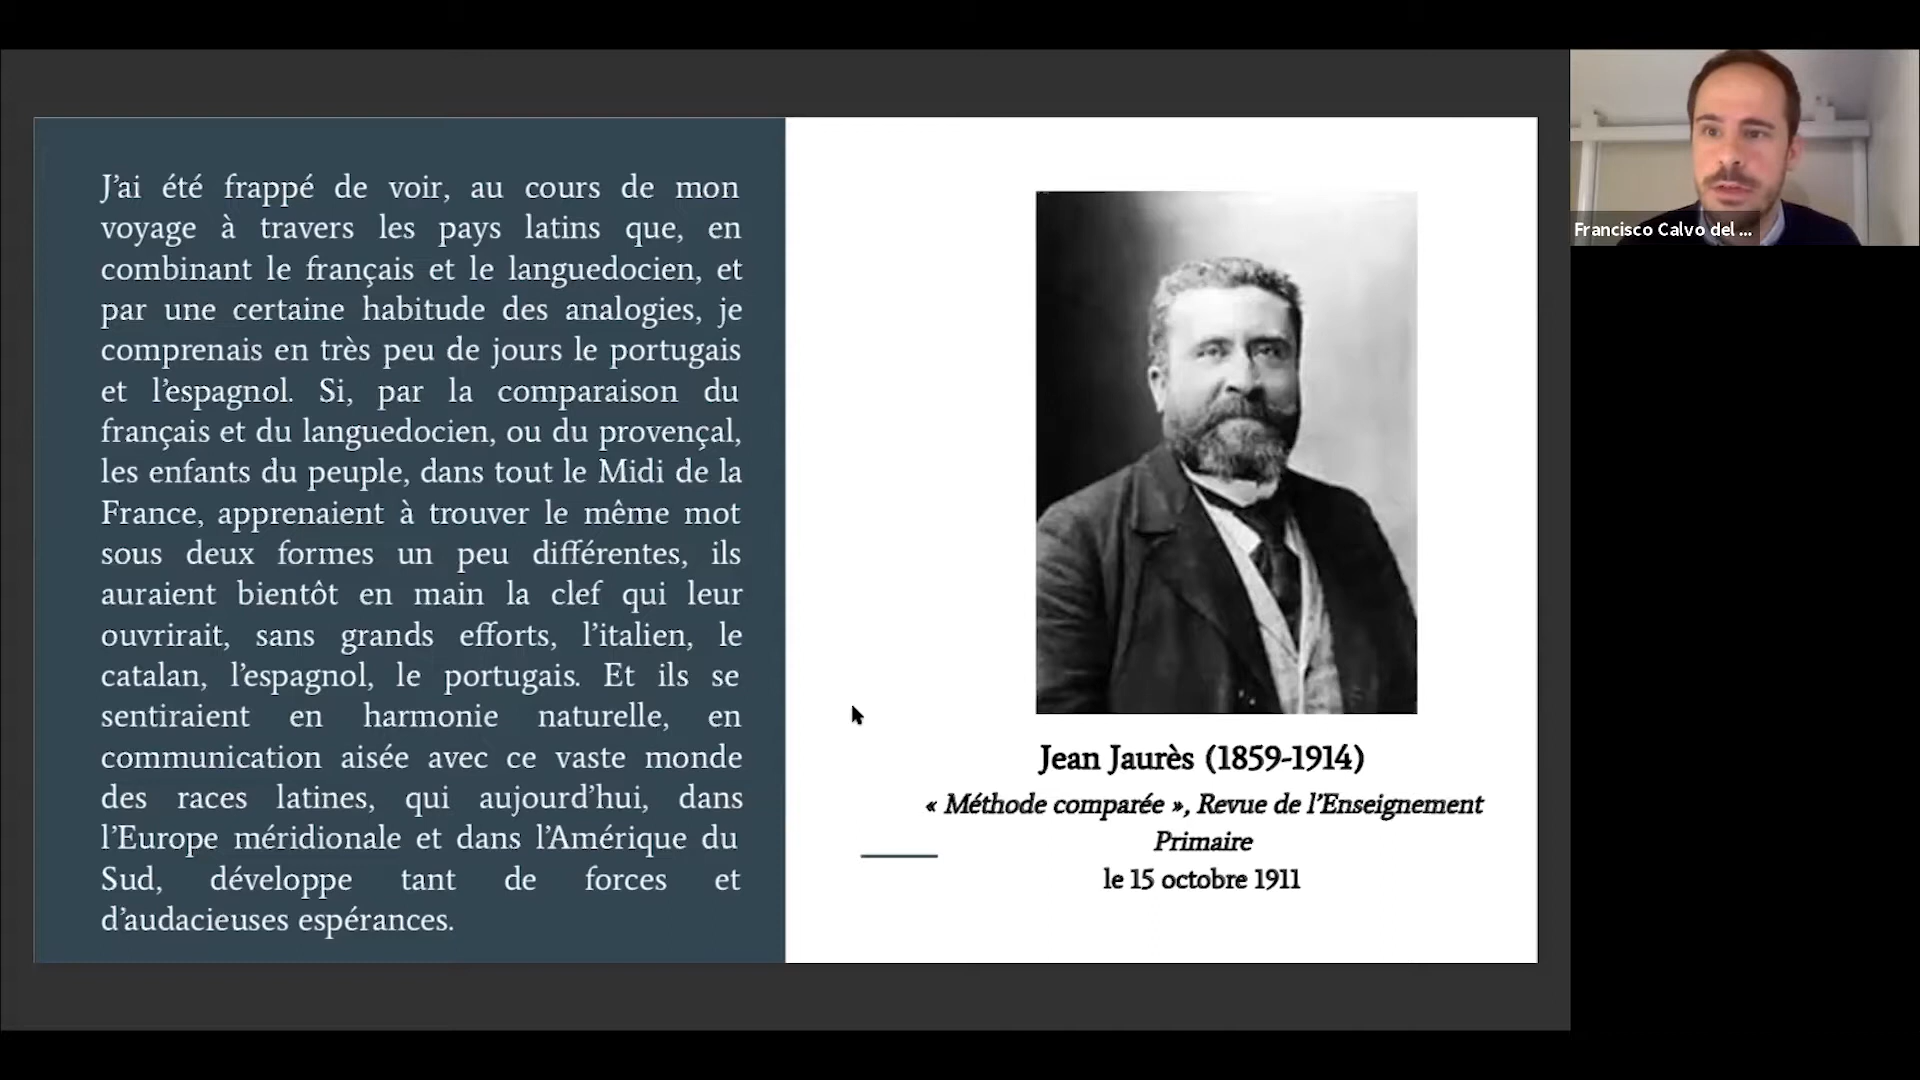 J'ai été frappé de voir, au cours de mon
voyage à travers les pays latins que, en
combinant le français et le languedocien, et
par une certaine habitude des analogies, je
comprenais en très peu de jours le portugais
et l'espagnol. Si, par la comparaison du
français et du languedocien, ou du provençal,
les enfants du peuple, dans tout le Midi de la
France, apprenaient à trouver le même mot
sous deux formes un peu différentes, ils
auraient bientôt en main la clef qui leur
ouvrirait, sans grands efforts, l'italien, le
catalan, l'espagnol, le portugais. Et ils se
sentiraient en harmonie naturelle, en
communication aisée avec ce vaste monde
des races latines, qui aujourd'hui, dans
l'Europe méridionale et dans l'Amérique du
Sud, développe tant de forces et
d'audacieuses espérances.
Jean Jaurès (1859-1914)
« Méthode comparée », Revue de l'Enseignement
Primaire
le 15 octobre 1911
Francisco Calvo del ...